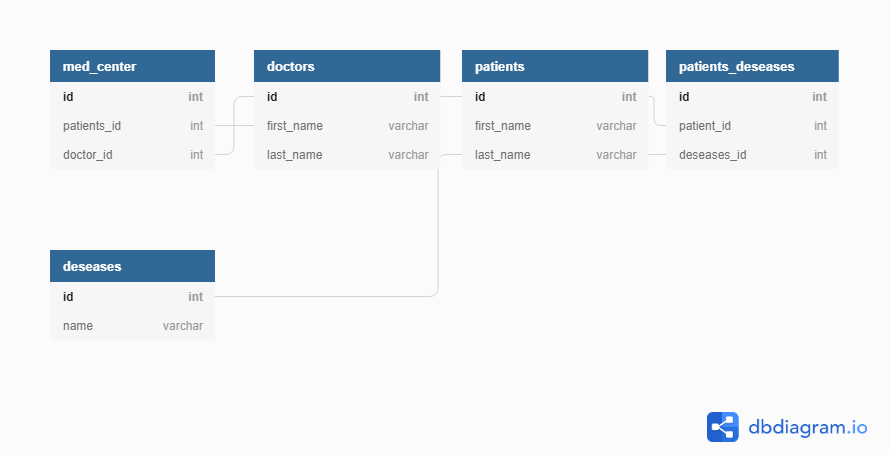 med_center
id int
patients_id int
doctor_id int
doctors
id int
first_name varchar
last_name varchar
patients
id int
first_name varchar
last_name varchar
patients_deseases
id int
patient_id int
deseases_id int
deseases
id int
name varchar
dbdiagram.io